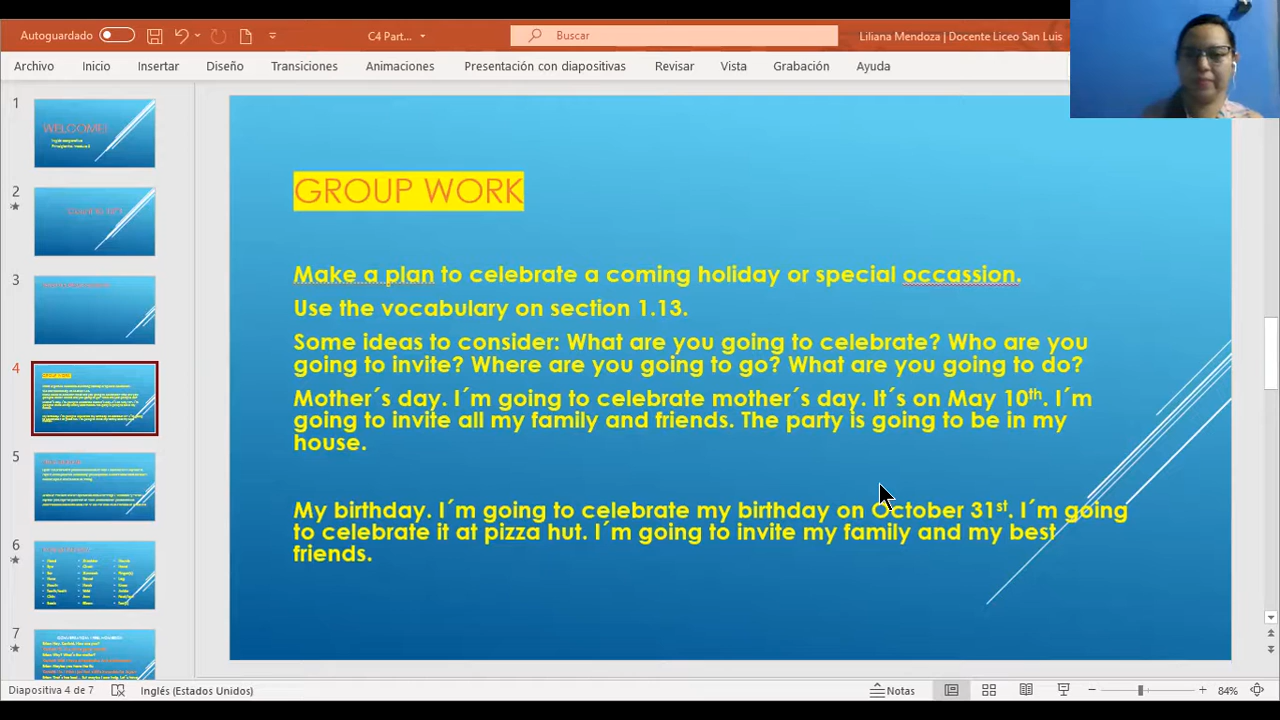 Autoguardado
C4 Part...
Buscar
Liliana Mendoza | Docente Liceo San Luis
Archivo Inicio Insertar Diseño Transiciones Animaciones Presentación con diapositivas Revisar Vista Grabación Ayuda
1
WELCOME!
2
3
4
5
6
7
GROUP WORK
Make a plan to celebrate a coming holiday or special occassion.
Use the vocabulary on section 1.13.
Some ideas to consider: What are you going to celebrate? Who are you
going to invite? Where are you going to go? What are you going to do?
Mother´s day. I´m going to celebrate mother´s day. It´s on May 10th. I´m
going to invite all my family and friends. The party is going to be in my
house.
My birthday. I´m going to celebrate my birthday on October 31st. I´m going
to celebrate it at pizza hut. I´m going to invite my family and my best
friends.
Diapositiva 4 de 7
Inglés (Estados Unidos)
Notas
84%